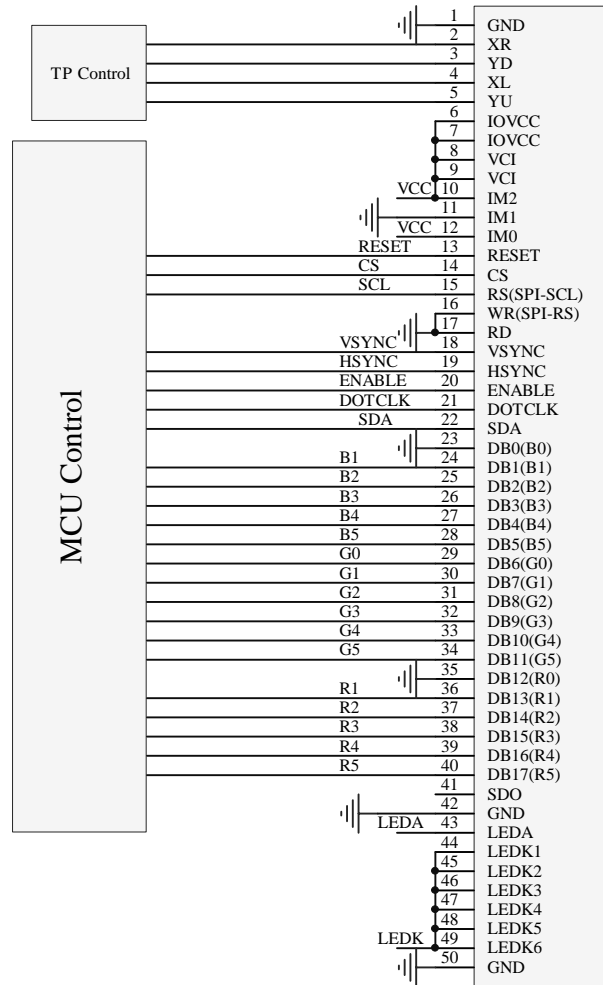 1 GND
2 XR
TP Control
3 YD
4 XL
5 YU
6 IOVCC
7 IOVCC
8 VCI
9 VCI
VCC 10 IM2
11 IM1
VCC 12 IM0
RESET 13 RESET
CS 14 CS
SCL 15 RS(SPI-SCL)
16 WR(SPI-RS)
17 RD
VSYNC 18 VSYNC
HSYNC 19 HSYNC
ENABLE 20 ENABLE
DOTCLK 21 DOTCLK
SDA 22 SDA
23 DB0(B0)
B1 24 DB1(B1)
B2 25 DB2(B2)
B3 26 DB3(B3)
B4 27 DB4(B4)
B5 28 DB5(B5)
G0 29 DB6(G0)
G1 30 DB7(G1)
G2 31 DB8(G2)
G3 32 DB9(G3)
G4 33 DB10(G4)
G5 34 DB11(G5)
35 DB12(R0)
R1 36 DB13(R1)
R2 37 DB14(R2)
R3 38 DB15(R3)
R4 39 DB16(R4)
R5 40 DB17(R5)
41 SDO
42 GND
LEDA 43 LEDA
44 LEDK1
45 LEDK2
46 LEDK3
47 LEDK4
48 LEDK5
LEDK 49 LEDK6
50 GND
MCU Control